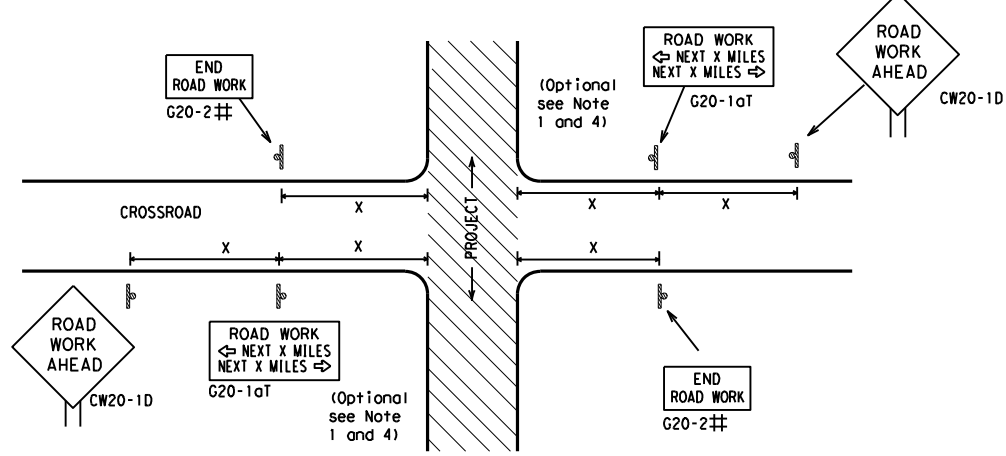 ROAD WORK
⇦ NEXT X MILES
NEXT X MILES ⇨
G20-1aT
ROAD
WORK
AHEAD
CW20-1D
END
ROAD WORK
G20-2#
(Optional
see Note
1 and 4)
X
X
X
CROSSROAD
PROJECT
X
X
X
ROAD
WORK
AHEAD
CW20-1D
ROAD WORK
⇦ NEXT X MILES
NEXT X MILES ⇨
G20-1aT
(Optional
see Note
1 and 4)
END
ROAD WORK
G20-2#